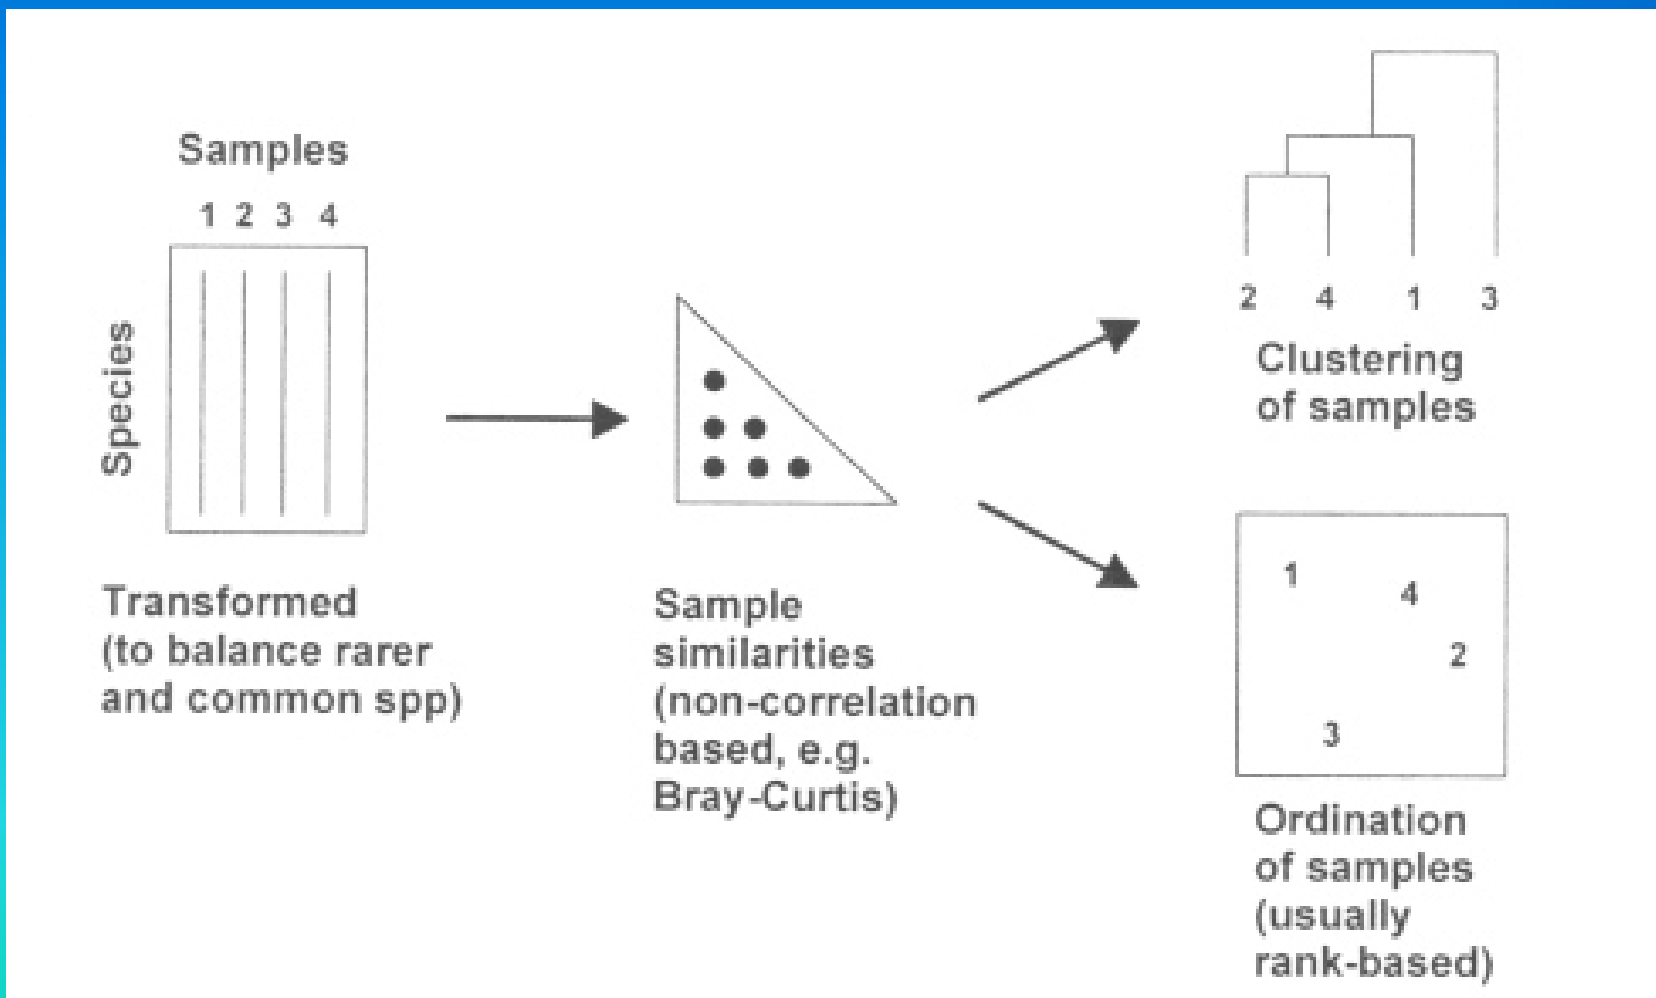 Samples
1 2 3 4
Species
Transformed
(to balance rarer
and common spp)
Sample
similarities
(non-correlation
based, e.g.
Bray-Curtis)
2 4 1 3
Clustering
of samples
1
4
2
3
Ordination
of samples
(usually
rank-based)